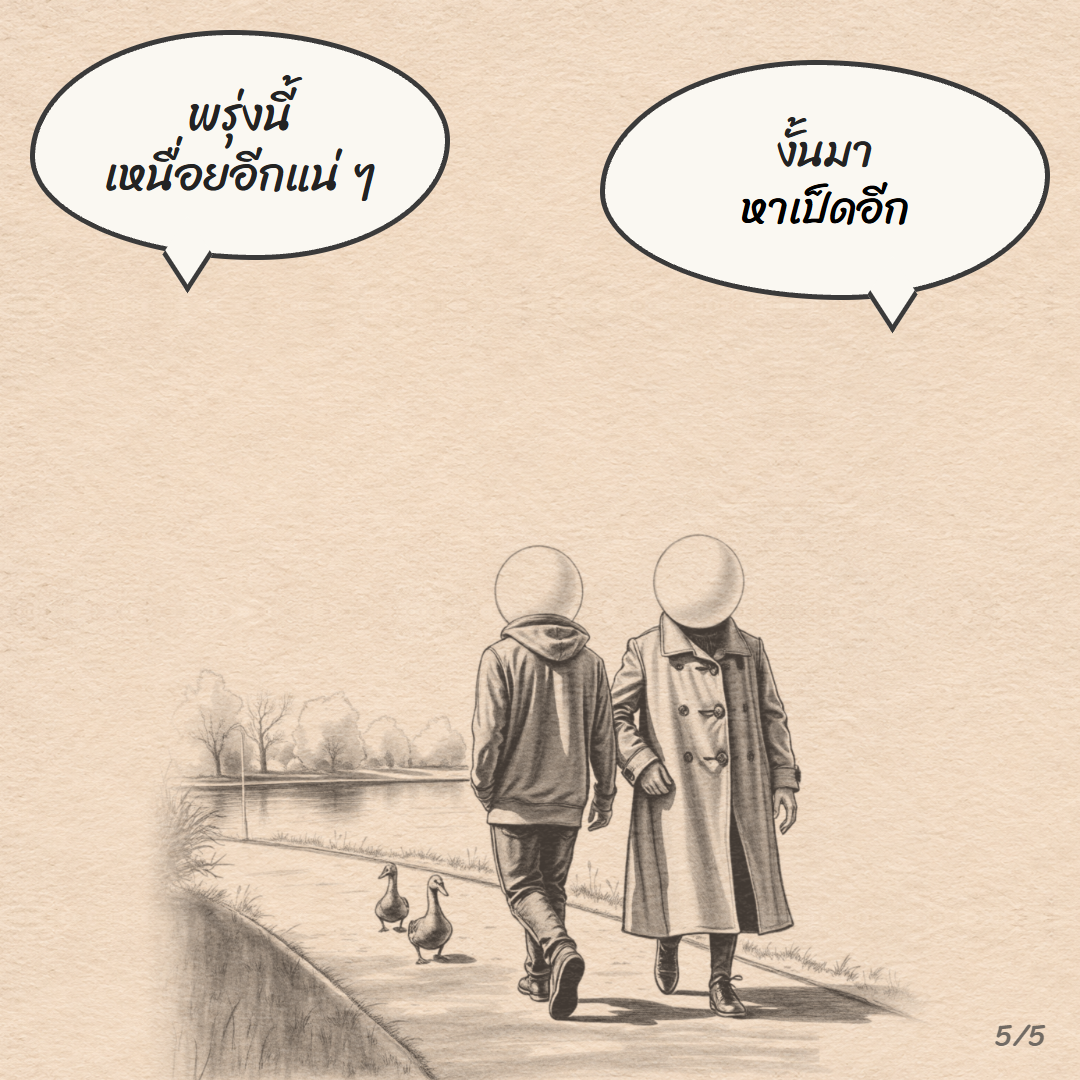 พรุ่งนี้
เหนื่อยอีกแน่ ๆ
งั้นมา
หาเป็ดอีก
5/5